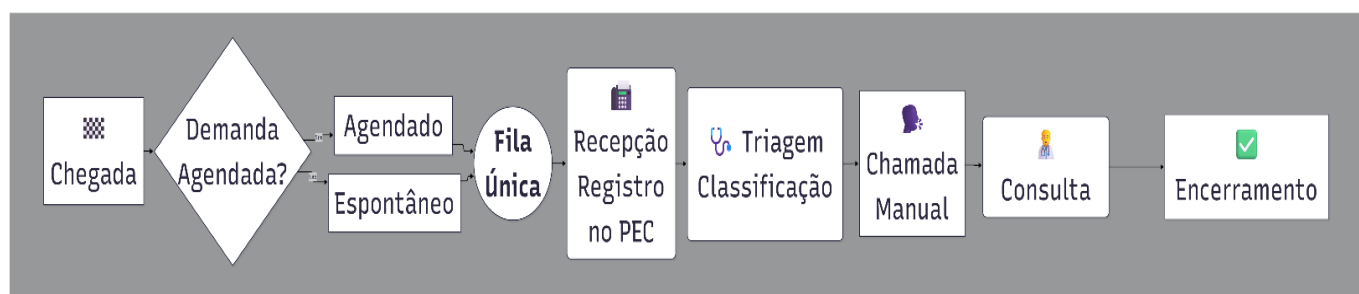 Chegada
Demanda
Agendada?
Agendado
Espontâneo
Fila
Única
Recepção
Registro
no PEC
Triagem
Classificação
Chamada
Manual
Consulta
Encerramento